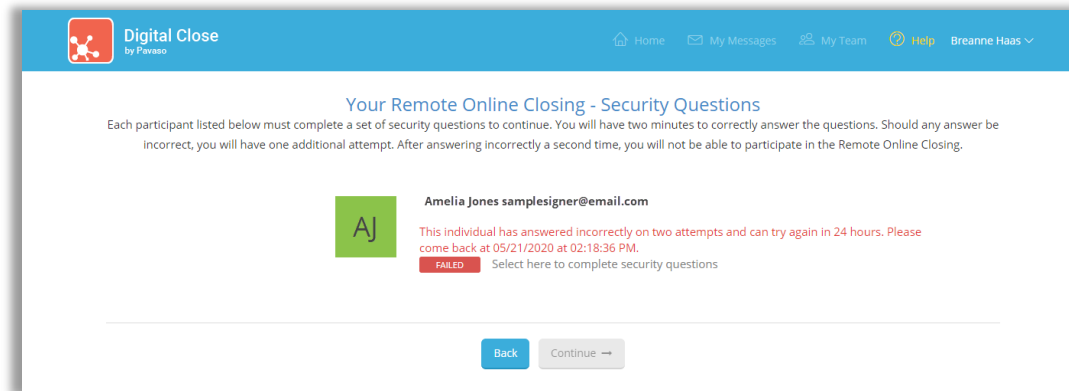 Digital Close
by Pavaso
Home My Messages My Team Help Breanne Haas
Your Remote Online Closing - Security Questions
Each participant listed below must complete a set of security questions to continue. You will have two minutes to correctly answer the questions. Should any answer be
incorrect, you will have one additional attempt. After answering incorrectly a second time, you will not be able to participate in the Remote Online Closing.
AJ
Amelia Jones samplesigner@email.com
This individual has answered incorrectly on two attempts and can try again in 24 hours. Please
come back at 05/21/2020 at 02:18:36 PM.
FAILED Select here to complete security questions
Back Continue →